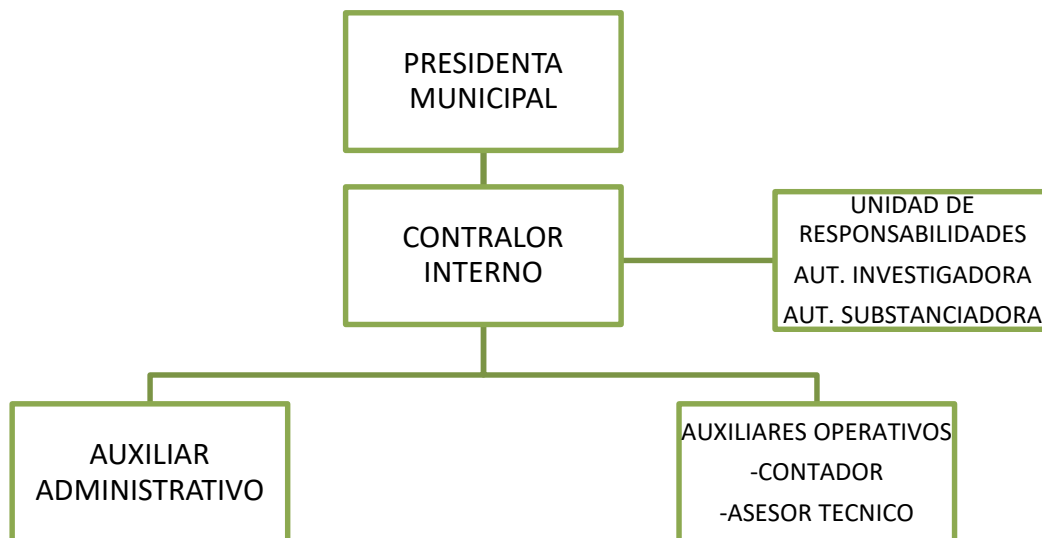 PRESIDENTA
MUNICIPAL
CONTRALOR
INTERNO
UNIDAD DE
RESPONSABILIDADES
AUT. INVESTIGADORA
AUT. SUBSTANCIADORA
AUXILIAR
ADMINISTRATIVO
AUXILIARES OPERATIVOS
-CONTADOR
-ASESOR TECNICO